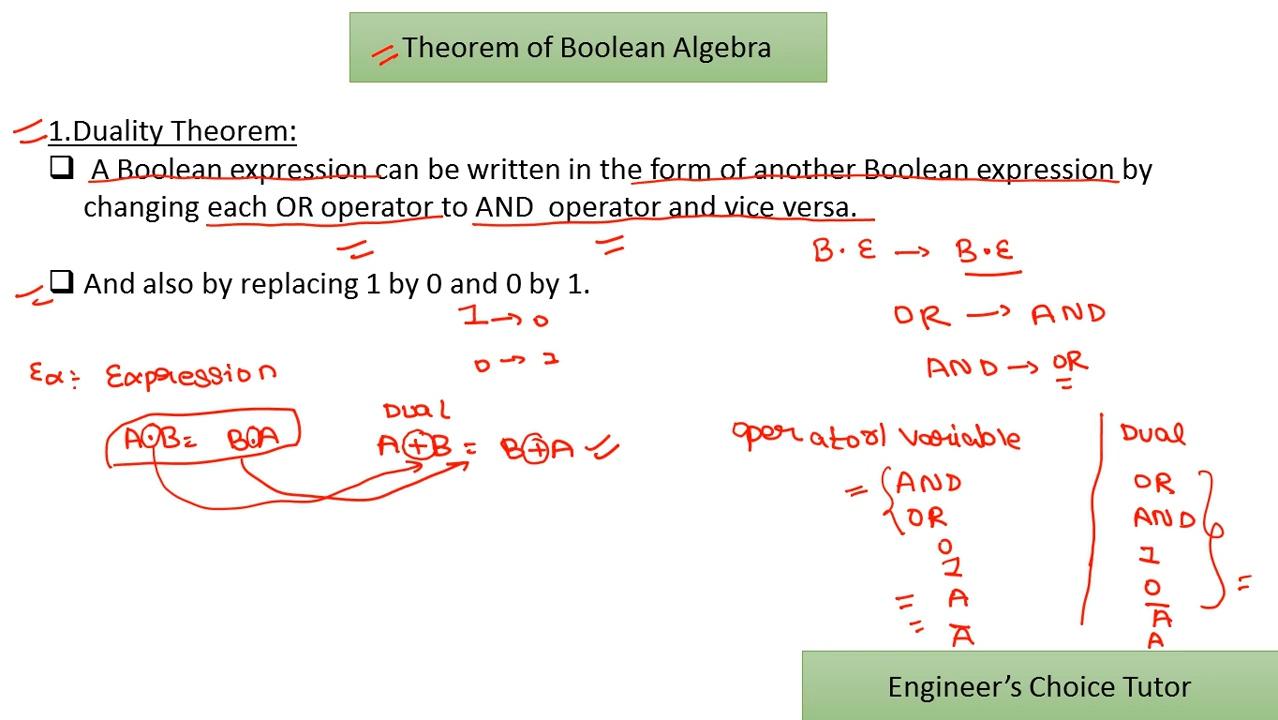 Theorem of Boolean Algebra
1.Duality Theorem:
A Boolean expression can be written in the form of another Boolean expression by
changing each OR operator to AND operator and vice versa.
B.E → B.E
And also by replacing 1 by 0 and 0 by 1.
1 → 0
0 → 1
OR → AND
AND → OR
Ex:- Expression
A·B = B·A
Dual
A+B = B+A
operator/variable Dual
AND OR
OR AND
0 1
1 0
A A̅
A̅ A
Engineer's Choice Tutor